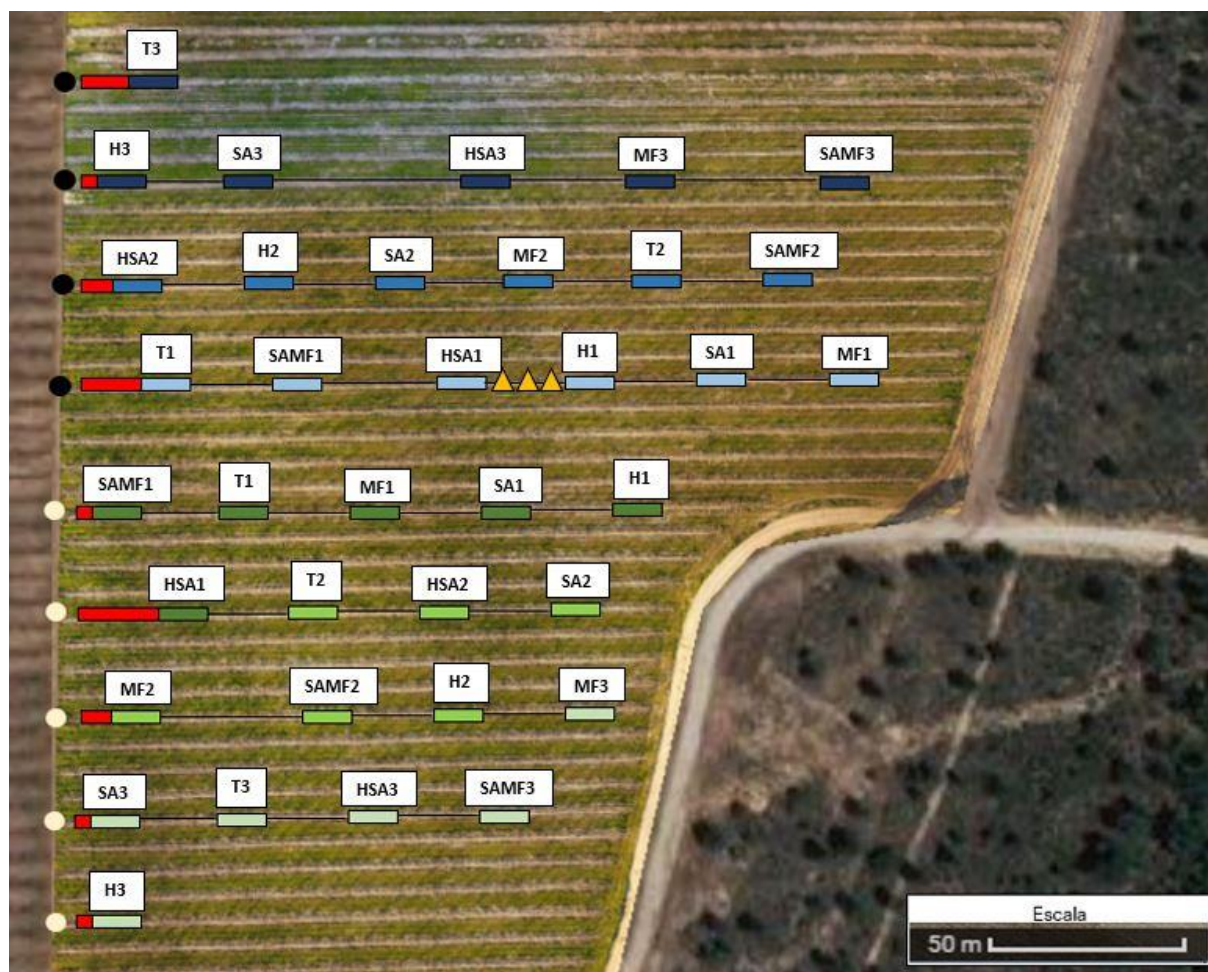 T3
H3
SA3
HSA3
MF3
SAMF3
HSA2
H2
SA2
MF2
T2
SAMF2
T1
SAMF1
HSA1
H1
SA1
MF1
SAMF1
T1
MF1
SA1
H1
HSA1
T2
HSA2
SA2
MF2
SAMF2
H2
MF3
SA3
T3
HSA3
SAMF3
H3
Escala
50 m